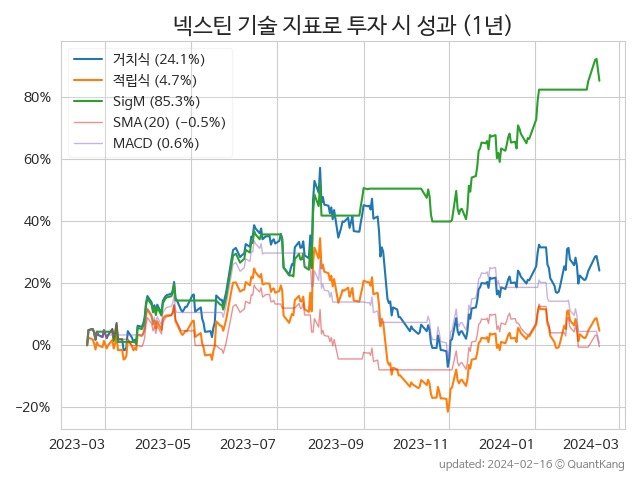 넥스틴 기술 지표로 투자 시 성과 (1년)
거치식 (24.1%)
적립식 (4.7%)
SigM (85.3%)
SMA(20) (−0.5%)
MACD (0.6%)
80%
60%
40%
20%
0%
−20%
2023-03 2023-05 2023-07 2023-09 2023-11 2024-01 2024-03
updated: 2024-02-16 © QuantKang